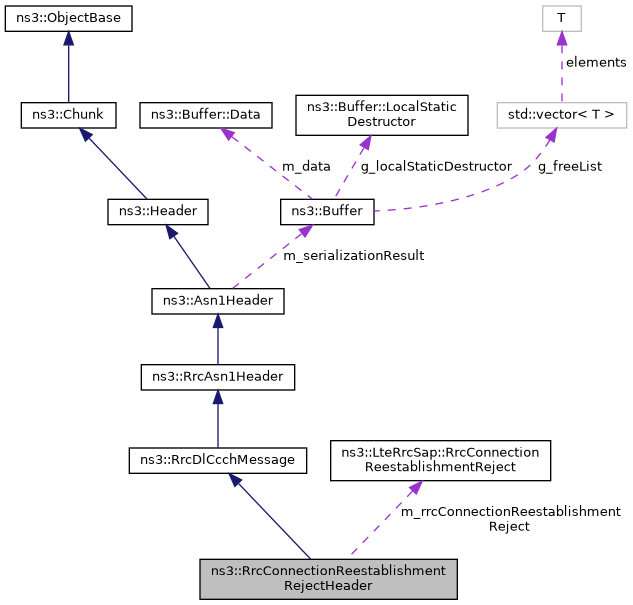 ns3::ObjectBase
T
elements
ns3::Chunk
ns3::Buffer::Data
ns3::Buffer::LocalStatic
Destructor
std::vector< T >
m_data
g_localStaticDestructor
g_freeList
ns3::Header
ns3::Buffer
m_serializationResult
ns3::Asn1Header
ns3::RrcAsn1Header
ns3::RrcDlCcchMessage
ns3::LteRrcSap::RrcConnection
ReestablishmentReject
m_rrcConnectionReestablishment
Reject
ns3::RrcConnectionReestablishment
RejectHeader